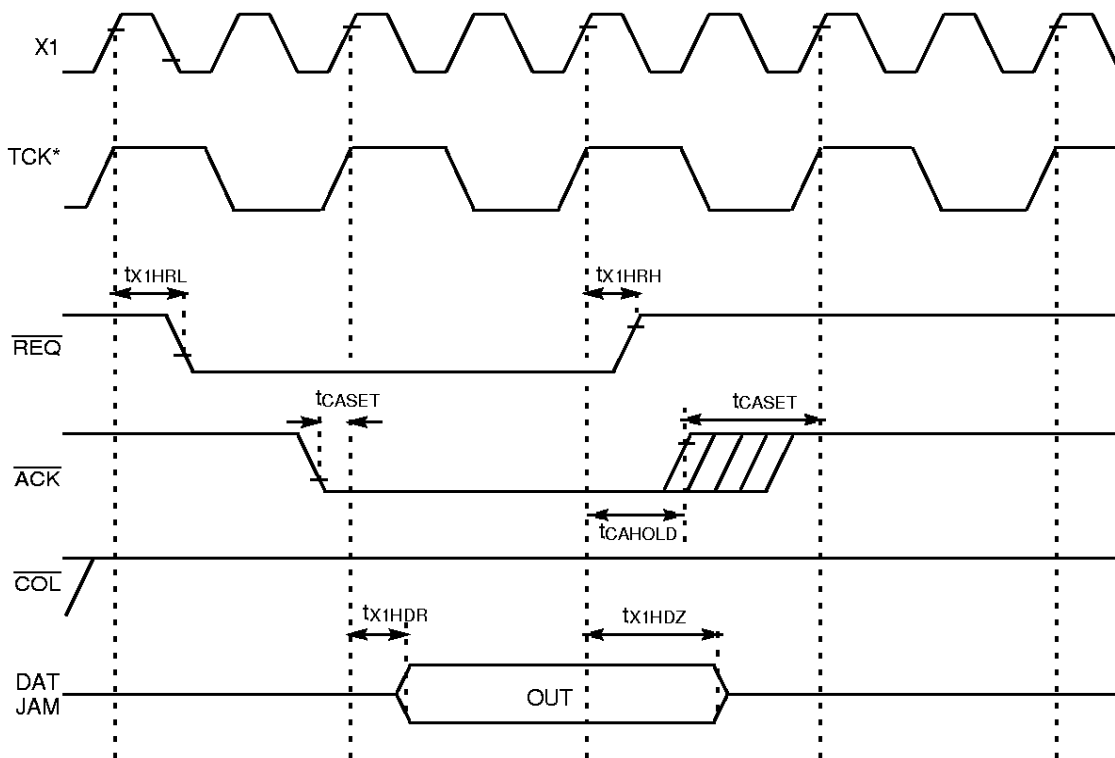 X1
TCK*
tX1HRL
tX1HRH
REQ
tCASET
tCASET
ACK
tCAHOLD
COL
tX1HDR
tX1HDZ
DAT
JAM
OUT